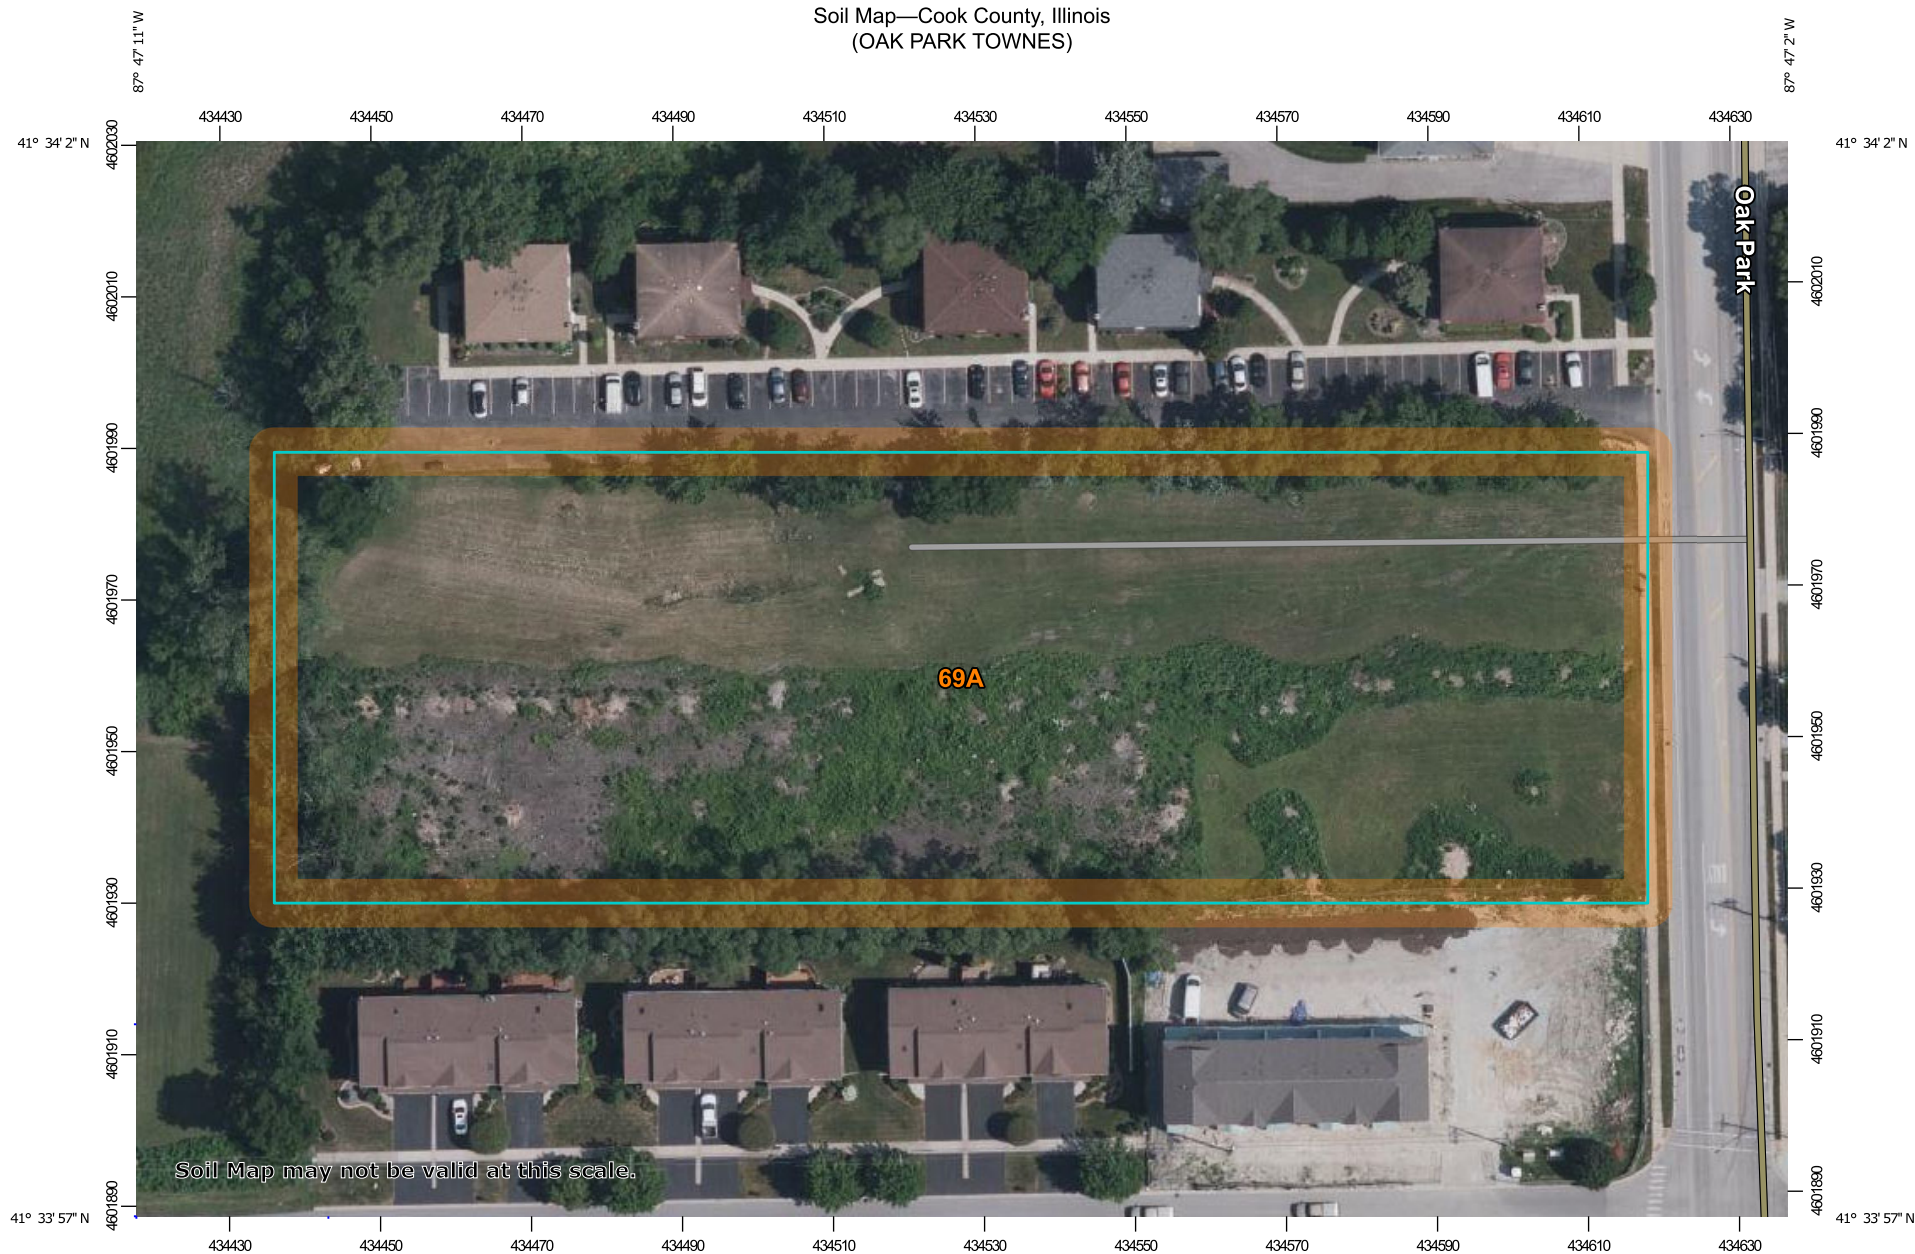 Soil Map—Cook County, Illinois
(OAK PARK TOWNES)
87° 47' 11" W
87° 47' 2" W
434430 434450 434470 434490 434510 434530 434550 434570 434590 434610 434630
41° 34' 2" N
41° 34' 2" N
4602030
4602010
4601990
4601970
4601950
4601930
4601910
4601890
Oak Park
69A
4602010
4601990
4601970
4601950
4601930
4601910
4601890
Soil Map may not be valid at this scale.
41° 33' 57" N
41° 33' 57" N
434430 434450 434470 434490 434510 434530 434550 434570 434590 434610 434630